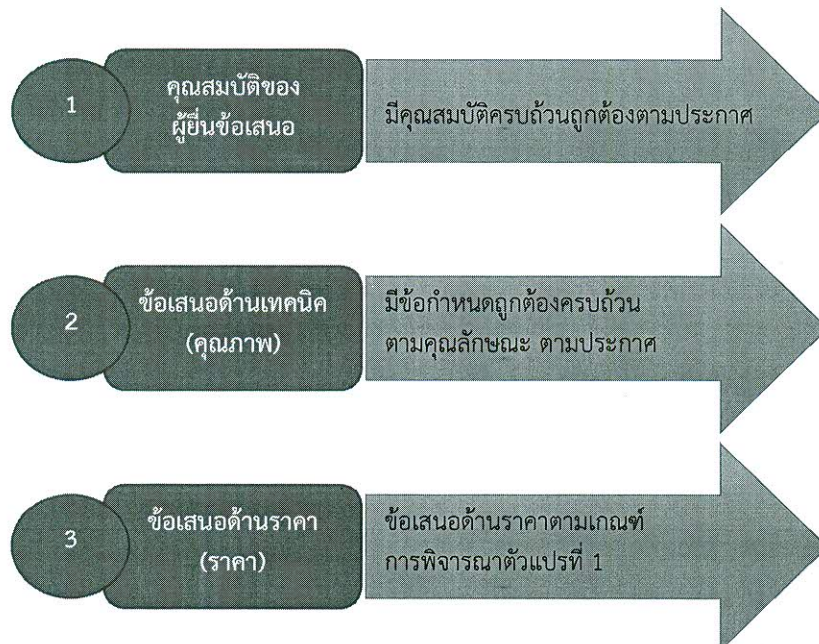 1
คุณสมบัติของ
ผู้ยื่นข้อเสนอ
มีคุณสมบัติครบถ้วนถูกต้องตามประกาศ
2
ข้อเสนอด้านเทคนิค
(คุณภาพ)
มีข้อกำหนดถูกต้องครบถ้วน
ตามคุณลักษณะ ตามประกาศ
3
ข้อเสนอด้านราคา
(ราคา)
ข้อเสนอด้านราคาตามเกณฑ์
การพิจารณาตัวแปรที่ 1